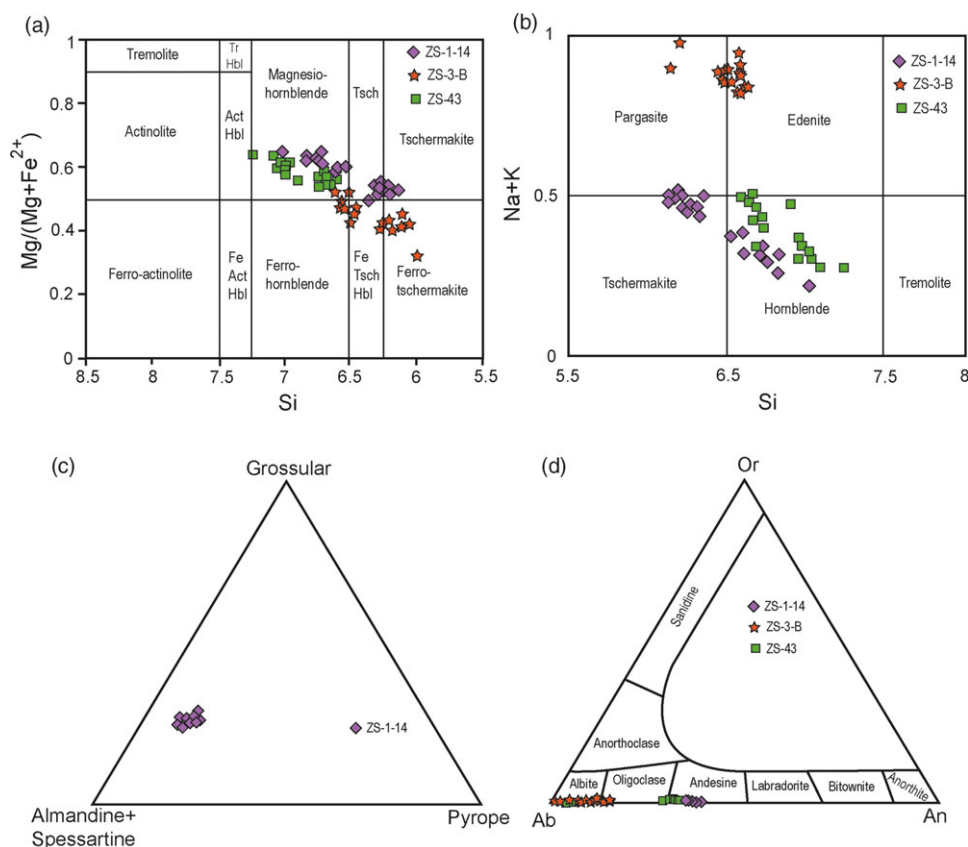 (a)
1
0.8
0.6
0.4
0.2
0
Mg/(Mg+Fe²⁺)
8.5
8
7.5
7
6.5
6
5.5
Si
Tremolite
Tr
Hbl
Magnesio-
hornblende
Tsch
Tschermakite
Actinolite
Act
Hbl
Ferro-actinolite
Fe
Act
Hbl
Ferro-
hornblende
Fe
Tsch
Hbl
Ferro-
tschermakite
ZS-1-14
ZS-3-B
ZS-43
(b)
1
0.5
0
Na+K
5.5
6.5
7.5
8
Si
Pargasite
Edenite
Tschermakite
Hornblende
Tremolite
ZS-1-14
ZS-3-B
ZS-43
(c)
Grossular
ZS-1-14
Almandine+
Spessartine
Pyrope
(d)
Or
Sanidine
ZS-1-14
ZS-3-B
ZS-43
Anorthoclase
Albite
Oligoclase
Andesine
Labradorite
Bitownite
Anorthite
Ab
An